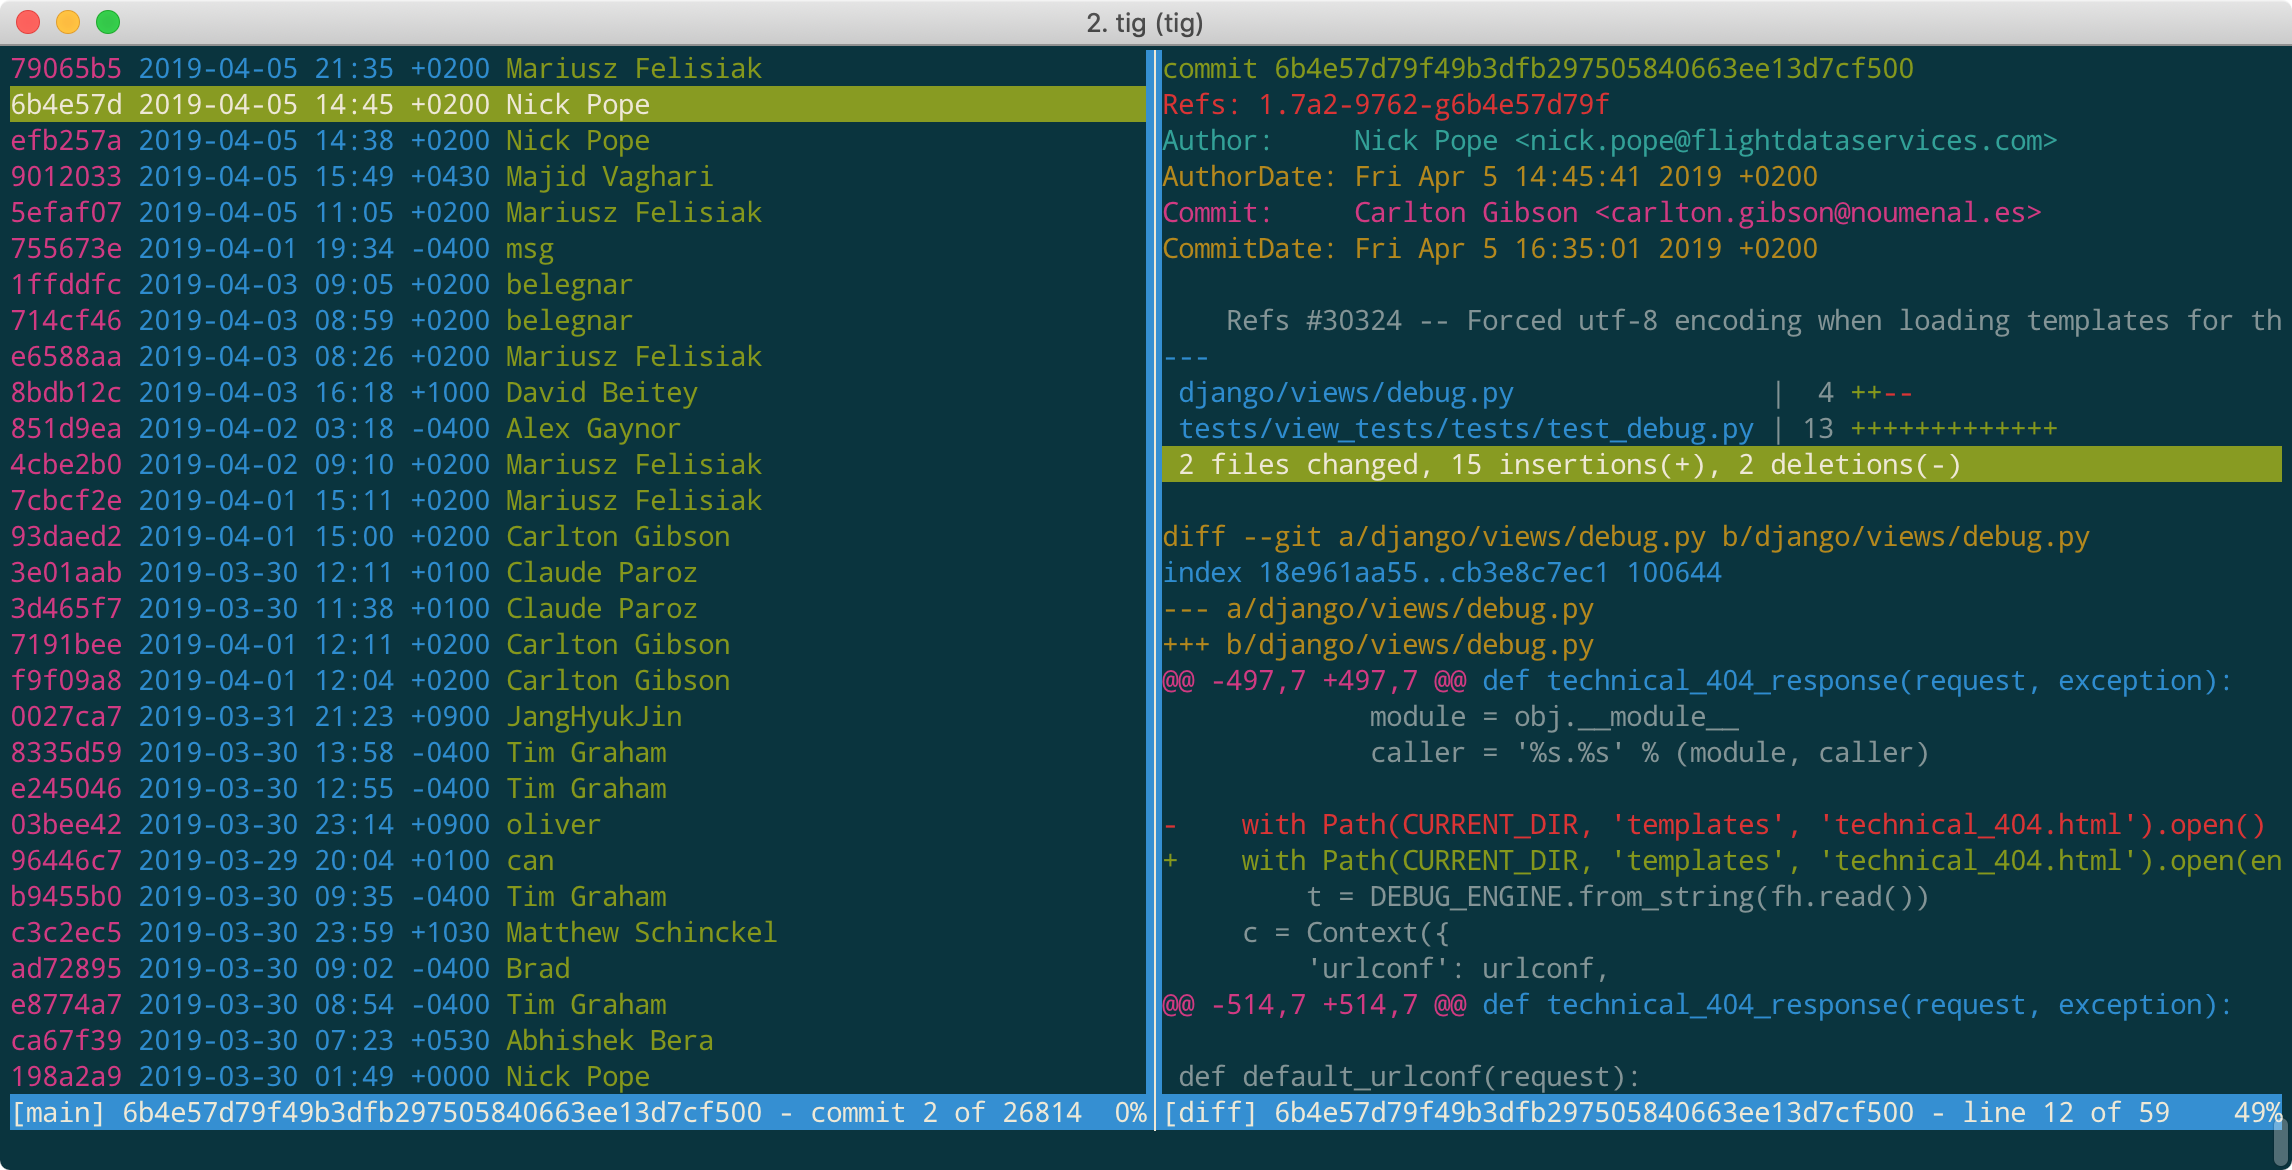 2. tig (tig)
79065b5 2019-04-05 21:35 +0200 Mariusz Felisiak
6b4e57d 2019-04-05 14:45 +0200 Nick Pope
efb257a 2019-04-05 14:38 +0200 Nick Pope
9012033 2019-04-05 15:49 +0430 Majid Vaghari
5efaf07 2019-04-05 11:05 +0200 Mariusz Felisiak
755673e 2019-04-01 19:34 -0400 msg
1ffddfc 2019-04-03 09:05 +0200 belegnar
714cf46 2019-04-03 08:59 +0200 belegnar
e6588aa 2019-04-03 08:26 +0200 Mariusz Felisiak
8bdb12c 2019-04-03 16:18 +1000 David Beitey
851d9ea 2019-04-02 03:18 -0400 Alex Gaynor
4cbe2b0 2019-04-02 09:10 +0200 Mariusz Felisiak
7cbcf2e 2019-04-01 15:11 +0200 Mariusz Felisiak
93daed2 2019-04-01 15:00 +0200 Carlton Gibson
3e01aab 2019-03-30 12:11 +0100 Claude Paroz
3d465f7 2019-03-30 11:38 +0100 Claude Paroz
7191bee 2019-04-01 12:11 +0200 Carlton Gibson
f9f09a8 2019-04-01 12:04 +0200 Carlton Gibson
0027ca7 2019-03-31 21:23 +0900 JangHyukJin
8335d59 2019-03-30 13:58 -0400 Tim Graham
e245046 2019-03-30 12:55 -0400 Tim Graham
03bee42 2019-03-30 23:14 +0900 oliver
96446c7 2019-03-29 20:04 +0100 can
b9455b0 2019-03-30 09:35 -0400 Tim Graham
c3c2ec5 2019-03-30 23:59 +1030 Matthew Schinckel
ad72895 2019-03-30 09:02 -0400 Brad
e8774a7 2019-03-30 08:54 -0400 Tim Graham
ca67f39 2019-03-30 07:23 +0530 Abhishek Bera
198a2a9 2019-03-30 01:49 +0000 Nick Pope
[main] 6b4e57d79f49b3dfb297505840663ee13d7cf500 - commit 2 of 26814  0%
commit 6b4e57d79f49b3dfb297505840663ee13d7cf500
Refs: 1.7a2-9762-g6b4e57d79f
Author:     Nick Pope <nick.pope@flightdataservices.com>
AuthorDate: Fri Apr 5 14:45:41 2019 +0200
Commit:     Carlton Gibson <carlton.gibson@noumenal.es>
CommitDate: Fri Apr 5 16:35:01 2019 +0200
    Refs #30324 -- Forced utf-8 encoding when loading templates for th
---
 django/views/debug.py                |  4 ++--
 tests/view_tests/tests/test_debug.py | 13 +++++++++++++
 2 files changed, 15 insertions(+), 2 deletions(-)
diff --git a/django/views/debug.py b/django/views/debug.py
index 18e961aa55..cb3e8c7ec1 100644
--- a/django/views/debug.py
+++ b/django/views/debug.py
@@ -497,7 +497,7 @@ def technical_404_response(request, exception):
             module = obj.__module__
             caller = '%s.%s' % (module, caller)
-    with Path(CURRENT_DIR, 'templates', 'technical_404.html').open()
+    with Path(CURRENT_DIR, 'templates', 'technical_404.html').open(en
         t = DEBUG_ENGINE.from_string(fh.read())
     c = Context({
         'urlconf': urlconf,
@@ -514,7 +514,7 @@ def technical_404_response(request, exception):
 def default_urlconf(request):
[diff] 6b4e57d79f49b3dfb297505840663ee13d7cf500 - line 12 of 59    49%